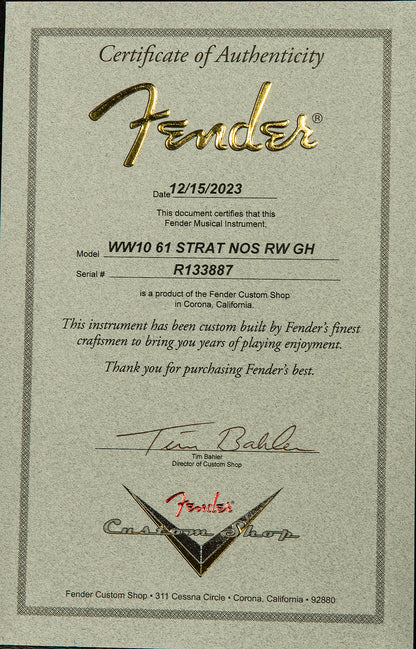 Certificate of Authenticity
Fender®
Date 12/15/2023
This document certifies that this
Fender Musical Instrument,
Model WW10 61 STRAT NOS RW GH
Serial # R133887
is a product of the Fender Custom Shop
in Corona, California.
This instrument has been custom built by Fender's finest
craftsmen to bring you years of playing enjoyment.
Thank you for purchasing Fender's best.
Tim Bahler
Tim Bahler
Director of Custom Shop
Fender®
Custom Shop
Fender Custom Shop • 311 Cessna Circle • Corona, California • 92880